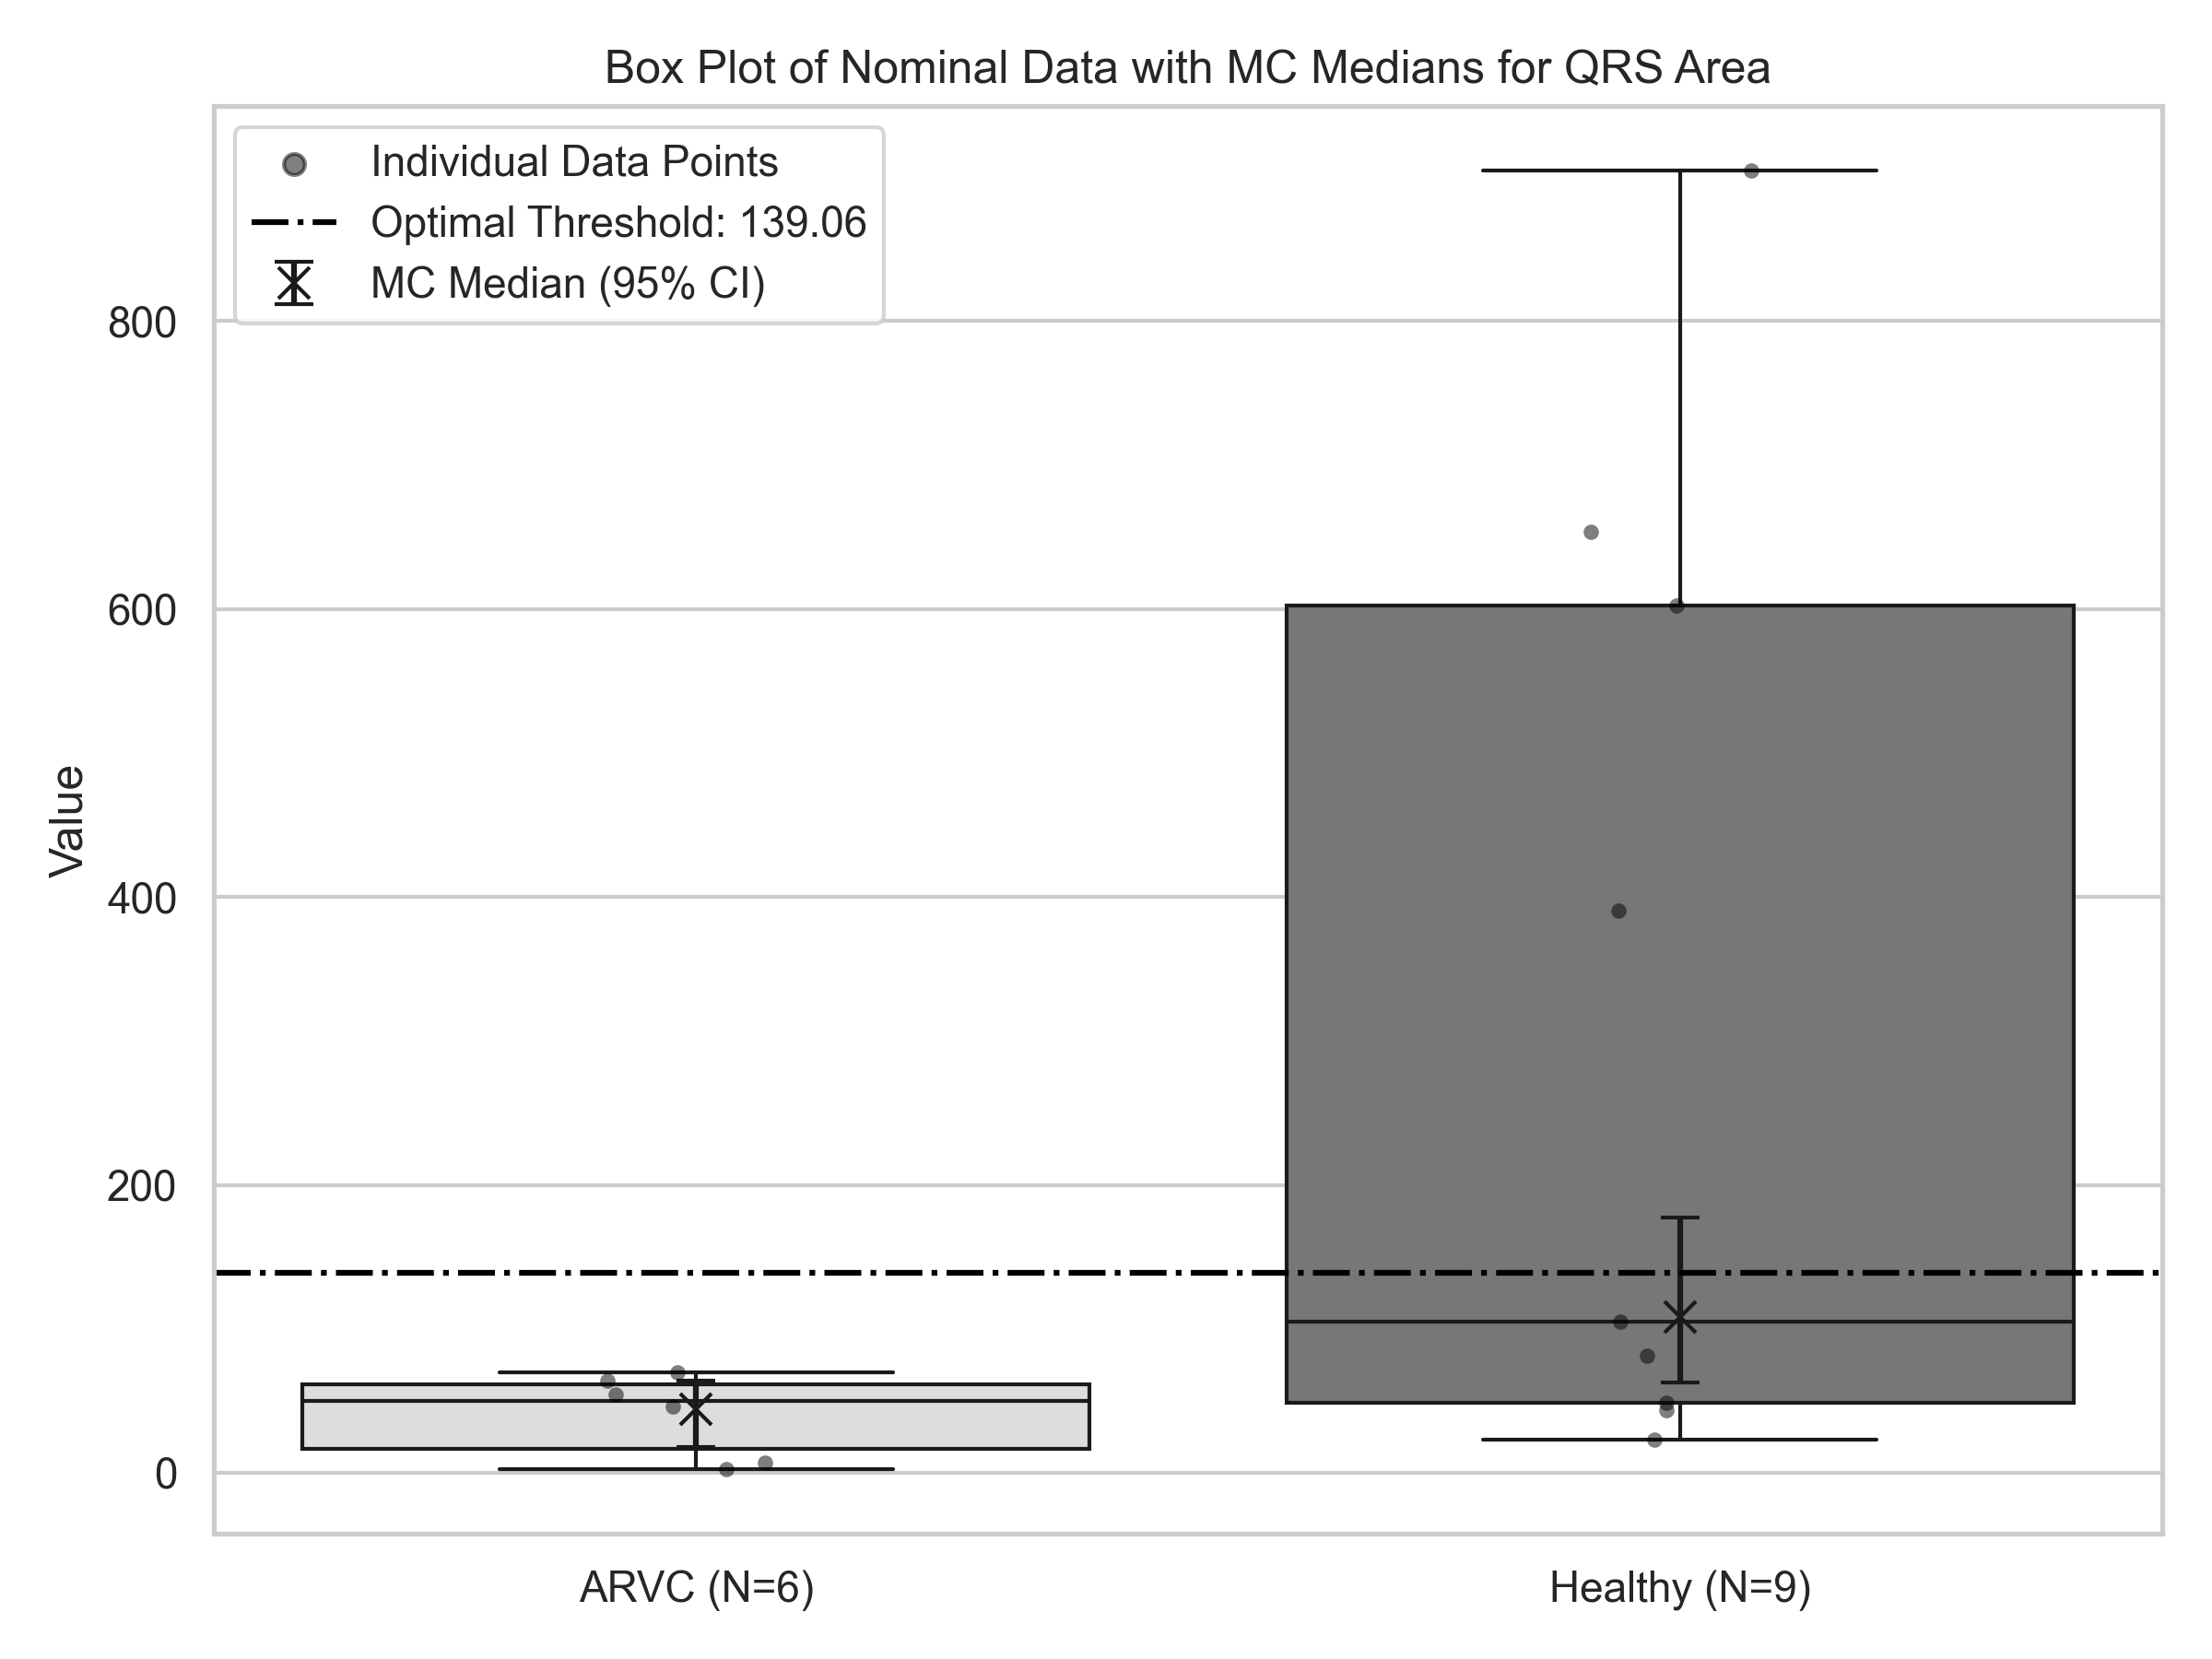 Box Plot of Nominal Data with MC Medians for QRS Area
Individual Data Points
Optimal Threshold: 139.06
MC Median (95% CI)
800
600
400
200
0
Value
ARVC (N=6)
Healthy (N=9)